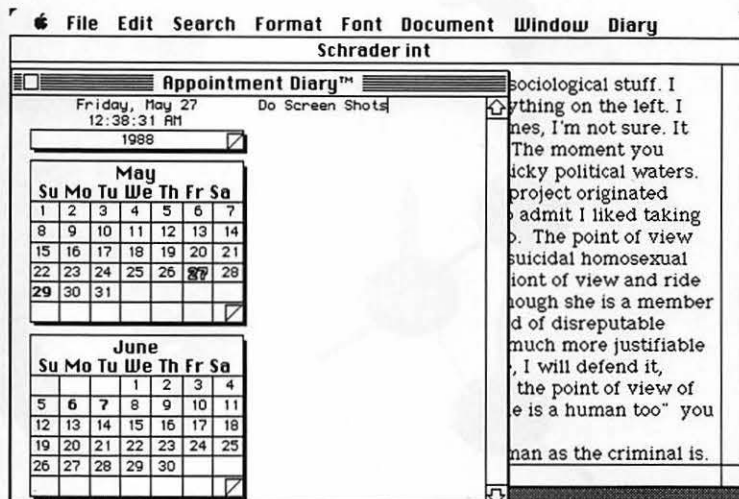 File Edit Search Format Font Document Window Diary
Schrader int
Appointment Diary™
Friday, May 27
12:38:31 AM
1988
Do Screen Shots
May
Su Mo Tu We Th Fr Sa
1 2 3 4 5 6 7
8 9 10 11 12 13 14
15 16 17 18 19 20 21
22 23 24 25 26 27 28
29 30 31
June
Su Mo Tu We Th Fr Sa
1 2 3 4
5 6 7 8 9 10 11
12 13 14 15 16 17 18
19 20 21 22 23 24 25
26 27 28 29 30
sociological stuff. I
ything on the left. I
mes, I'm not sure. It
The moment you
icky political waters.
project originated
admit I liked taking
. The point of view
suicidal homosexual
iont of view and ride
hough she is a member
d of disreputable
much more justifiable
, I will defend it,
the point of view of
e is a human too" you
man as the criminal is.